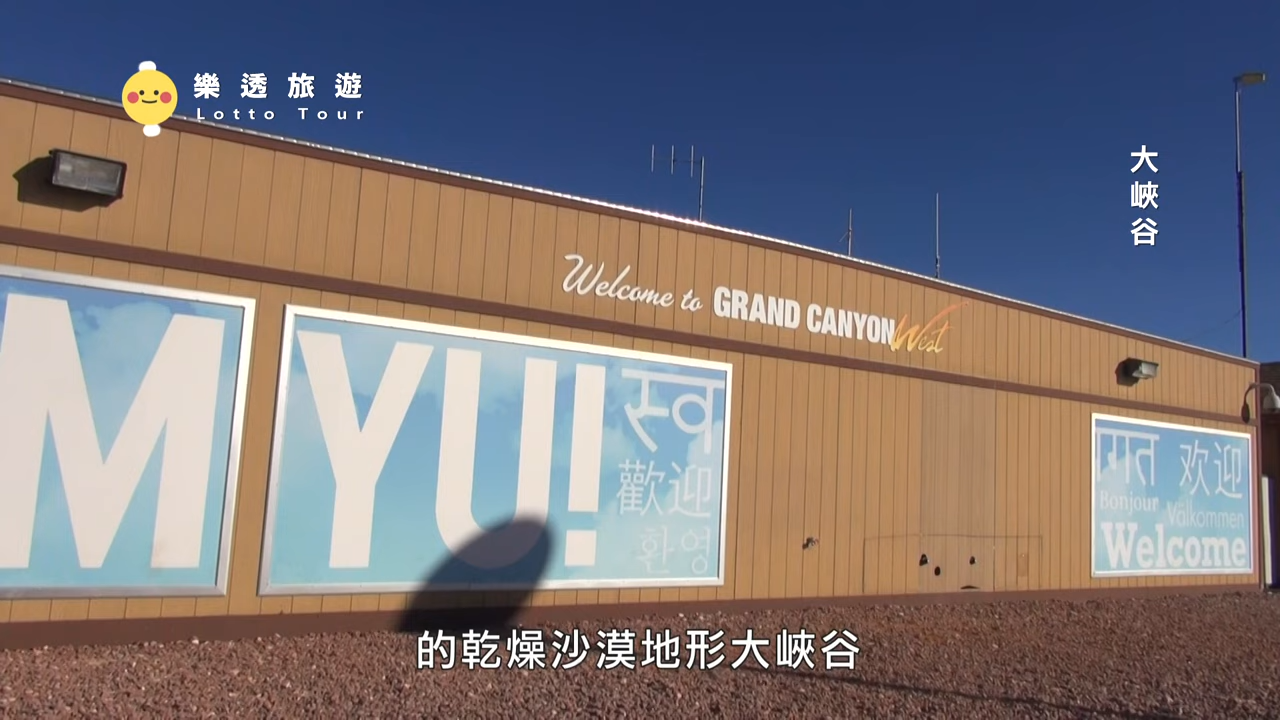 樂透旅遊
Lotto Tour
大峽谷
Welcome to GRAND CANYON West
M
YU!
स्व
歡迎
환영
गत
欢迎
Bonjour
Välkommen
Welcome
的乾燥沙漠地形大峽谷